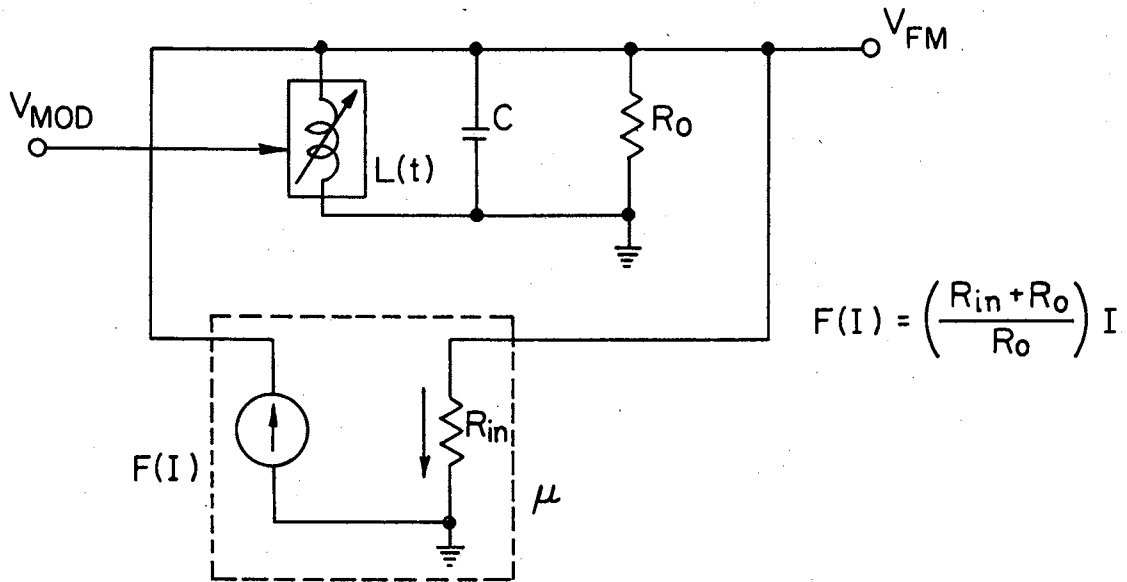 V_FM
V_MOD
L(t)
C
R_o
F(I) = ((R_in + R_o) / R_o) I
F(I)
R_in
μ